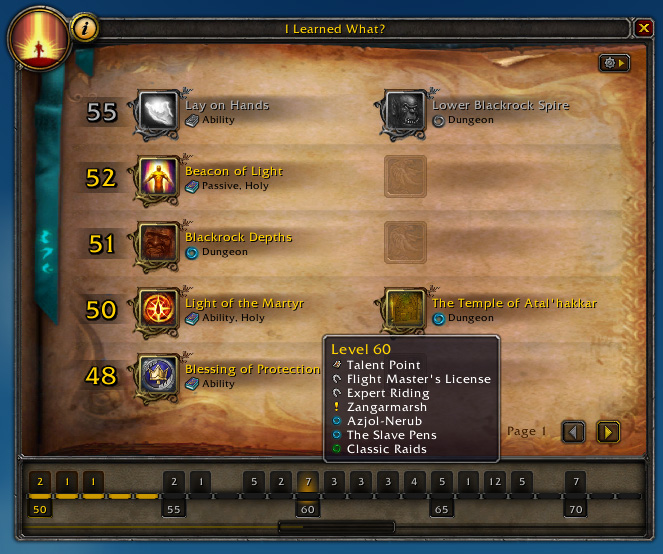 i
I Learned What?
55
Lay on Hands
Ability
Lower Blackrock Spire
Dungeon
52
Beacon of Light
Passive, Holy
51
Blackrock Depths
Dungeon
50
Light of the Martyr
Ability, Holy
The Temple of Atal'hakkar
Dungeon
48
Blessing of Protection
Ability
Level 60
Talent Point
Flight Master's License
Expert Riding
! Zangarmarsh
Azjol-Nerub
The Slave Pens
Classic Raids
Page 1
2 1 1 2 1 5 2 7 3 3 3 4 5 1 12 5 7
50 55 60 65 70